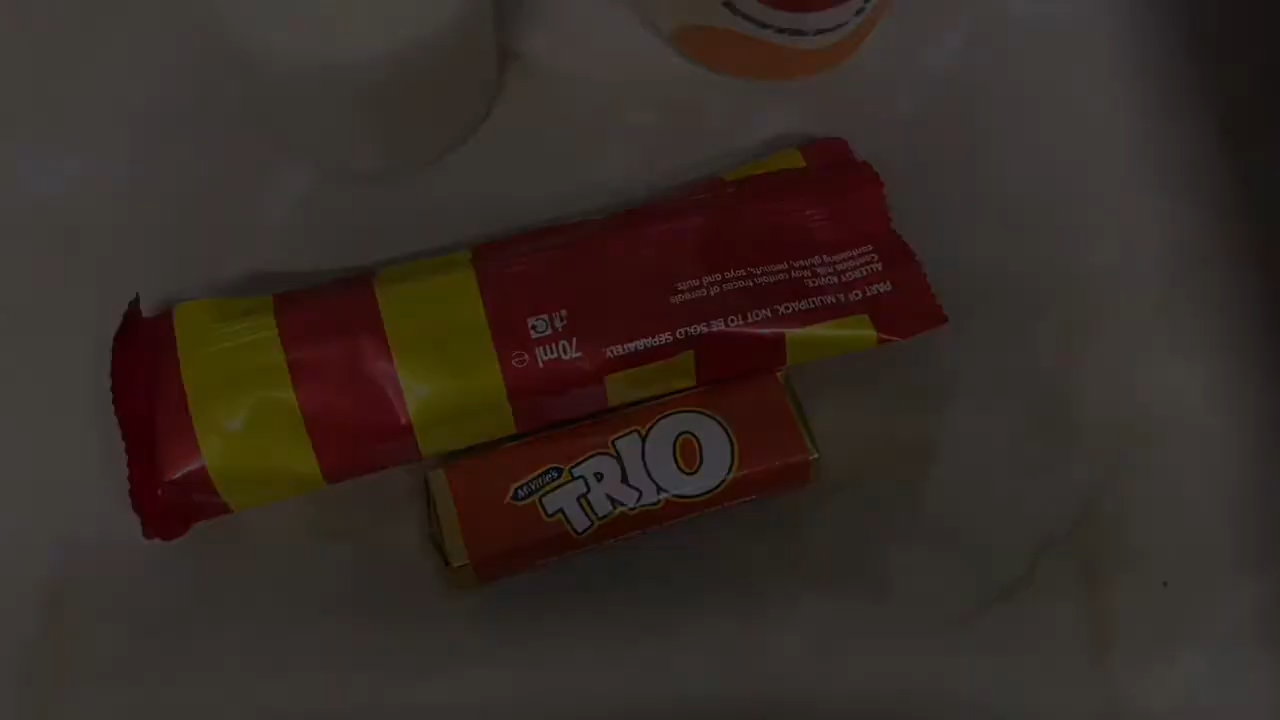 PART OF A MULTIPACK. NOT TO BE SOLD SEPARATELY.
ALLERGY ADVICE:
Contains milk. May contain traces of cereals
containing gluten, peanuts, soya and nuts.
70ml
McVitie's
TRIO